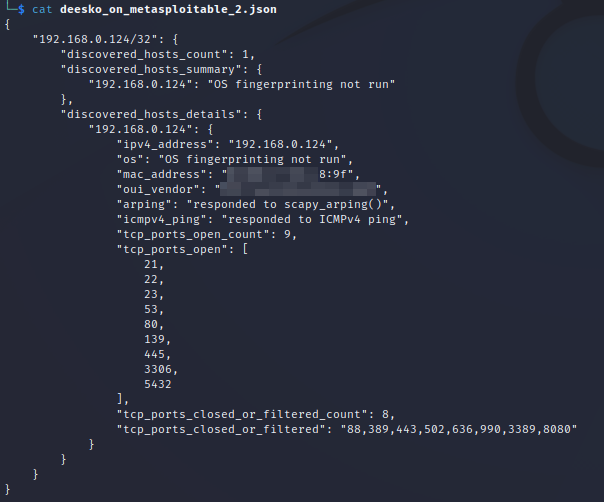 └─$ cat deesko_on_metasploitable_2.json
{
    "192.168.0.124/32": {
        "discovered_hosts_count": 1,
        "discovered_hosts_summary": {
            "192.168.0.124": "OS fingerprinting not run"
        },
        "discovered_hosts_details": {
            "192.168.0.124": {
                "ipv4_address": "192.168.0.124",
                "os": "OS fingerprinting not run",
                "mac_address": "8:9f",
                "oui_vendor": "",
                "arping": "responded to scapy_arping()",
                "icmpv4_ping": "responded to ICMPv4 ping",
                "tcp_ports_open_count": 9,
                "tcp_ports_open": [
                    21,
                    22,
                    23,
                    53,
                    80,
                    139,
                    445,
                    3306,
                    5432
                ],
                "tcp_ports_closed_or_filtered_count": 8,
                "tcp_ports_closed_or_filtered": "88,389,443,502,636,990,3389,8080"
            }
        }
    }
}